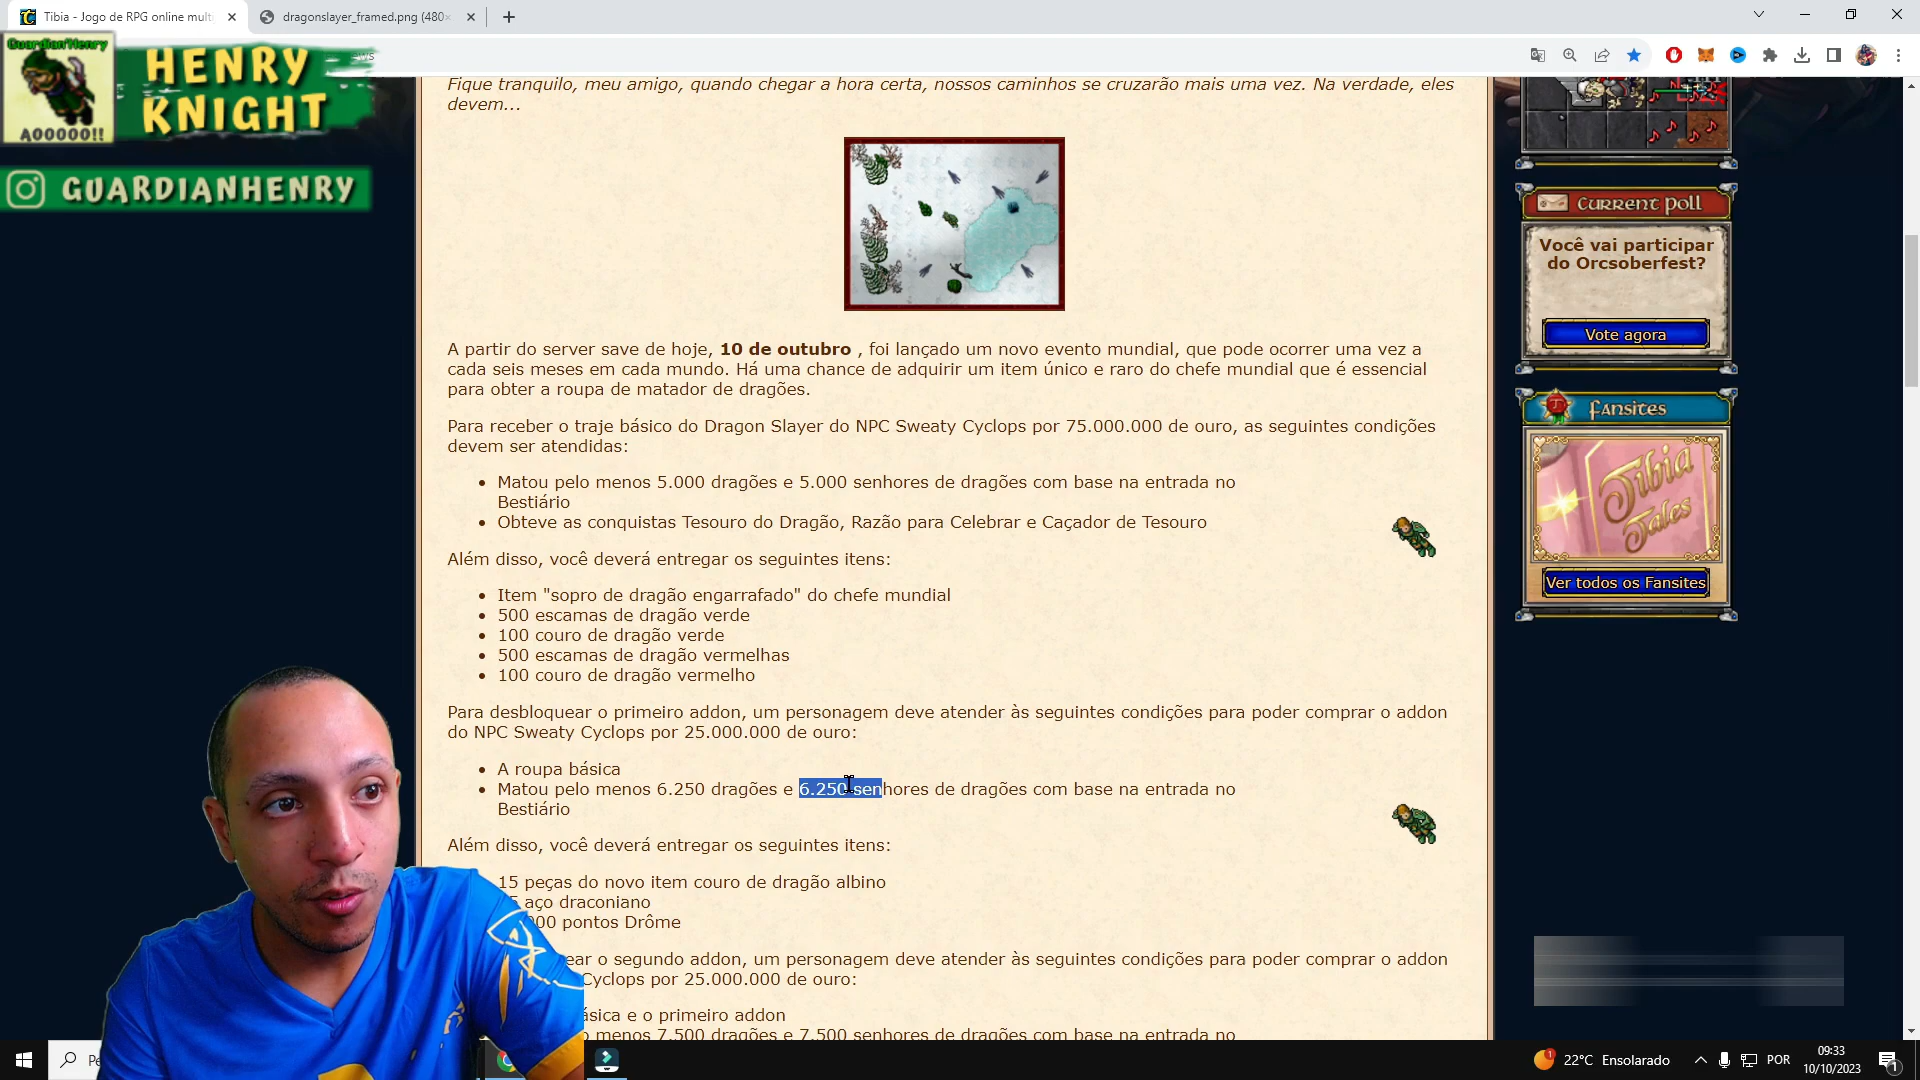 Tibia - Jogo de RPG online mult
dragonslayer_framed.png (480×
Guardian'Henry
A00000!!
HENRY
KNIGHT
GUARDIANHENRY
Fique tranquilo, meu amigo, quando chegar a hora certa, nossos caminhos se cruzarão mais uma vez. Na verdade, eles
devem...
A partir do server save de hoje, 10 de outubro , foi lançado um novo evento mundial, que pode ocorrer uma vez a
cada seis meses em cada mundo. Há uma chance de adquirir um item único e raro do chefe mundial que é essencial
para obter a roupa de matador de dragões.
Para receber o traje básico do Dragon Slayer do NPC Sweaty Cyclops por 75.000.000 de ouro, as seguintes condições
devem ser atendidas:
Matou pelo menos 5.000 dragões e 5.000 senhores de dragões com base na entrada no
Bestiário
Obteve as conquistas Tesouro do Dragão, Razão para Celebrar e Caçador de Tesouro
Além disso, você deverá entregar os seguintes itens:
Item "sopro de dragão engarrafado" do chefe mundial
500 escamas de dragão verde
100 couro de dragão verde
500 escamas de dragão vermelhas
100 couro de dragão vermelho
Para desbloquear o primeiro addon, um personagem deve atender às seguintes condições para poder comprar o addon
do NPC Sweaty Cyclops por 25.000.000 de ouro:
A roupa básica
Matou pelo menos 6.250 dragões e 6.250 senhores de dragões com base na entrada no
Bestiário
Além disso, você deverá entregar os seguintes itens:
15 peças do novo item couro de dragão albino
aço draconiano
000 pontos Drôme
ear o segundo addon, um personagem deve atender às seguintes condições para poder comprar o addon
Cyclops por 25.000.000 de ouro:
ásica e o primeiro addon
menos 7.500 dragões e 7.500 senhores de dragões com base na entrada no
CURRENT POLL
Você vai participar
do Orcsoberfest?
Vote agora
Fansites
Tibia
Tales
Ver todos os Fansites
Pe
1
22°C Ensolarado
POR
09:33
10/10/2023
1